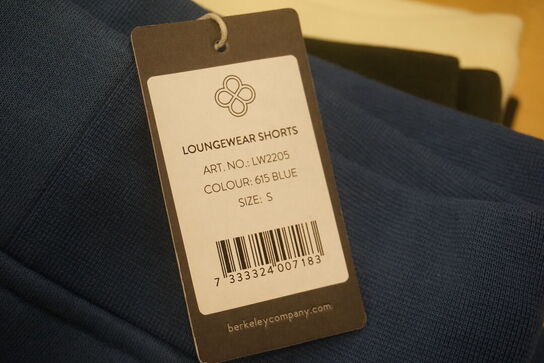 LOUNGEWEAR SHORTS
ART. NO.: LW2205
COLOUR: 615 BLUE
SIZE: S
7 333324 007183
berkeleycompany.com